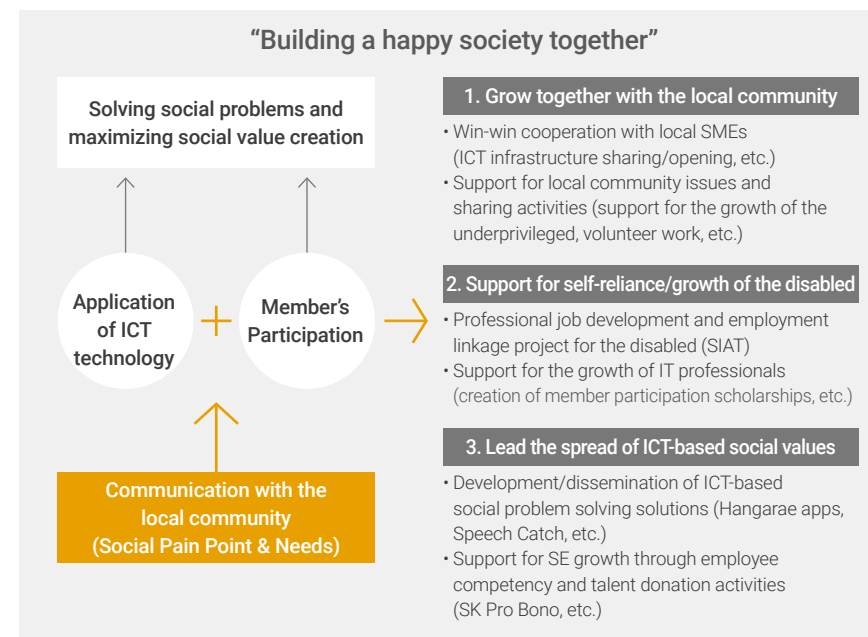 “Building a happy society together”
Solving social problems and
maximizing social value creation
Application
of ICT
technology
+
Member’s
Participation
Communication with the
local community
(Social Pain Point & Needs)
1. Grow together with the local community
• Win-win cooperation with local SMEs
(ICT infrastructure sharing/opening, etc.)
• Support for local community issues and
sharing activities (support for the growth of the
underprivileged, volunteer work, etc.)
2. Support for self-reliance/growth of the disabled
• Professional job development and employment
linkage project for the disabled (SIAT)
• Support for the growth of IT professionals
(creation of member participation scholarships, etc.)
3. Lead the spread of ICT-based social values
• Development/dissemination of ICT-based
social problem solving solutions (Hangarae apps,
Speech Catch, etc.)
• Support for SE growth through employee
competency and talent donation activities
(SK Pro Bono, etc.)